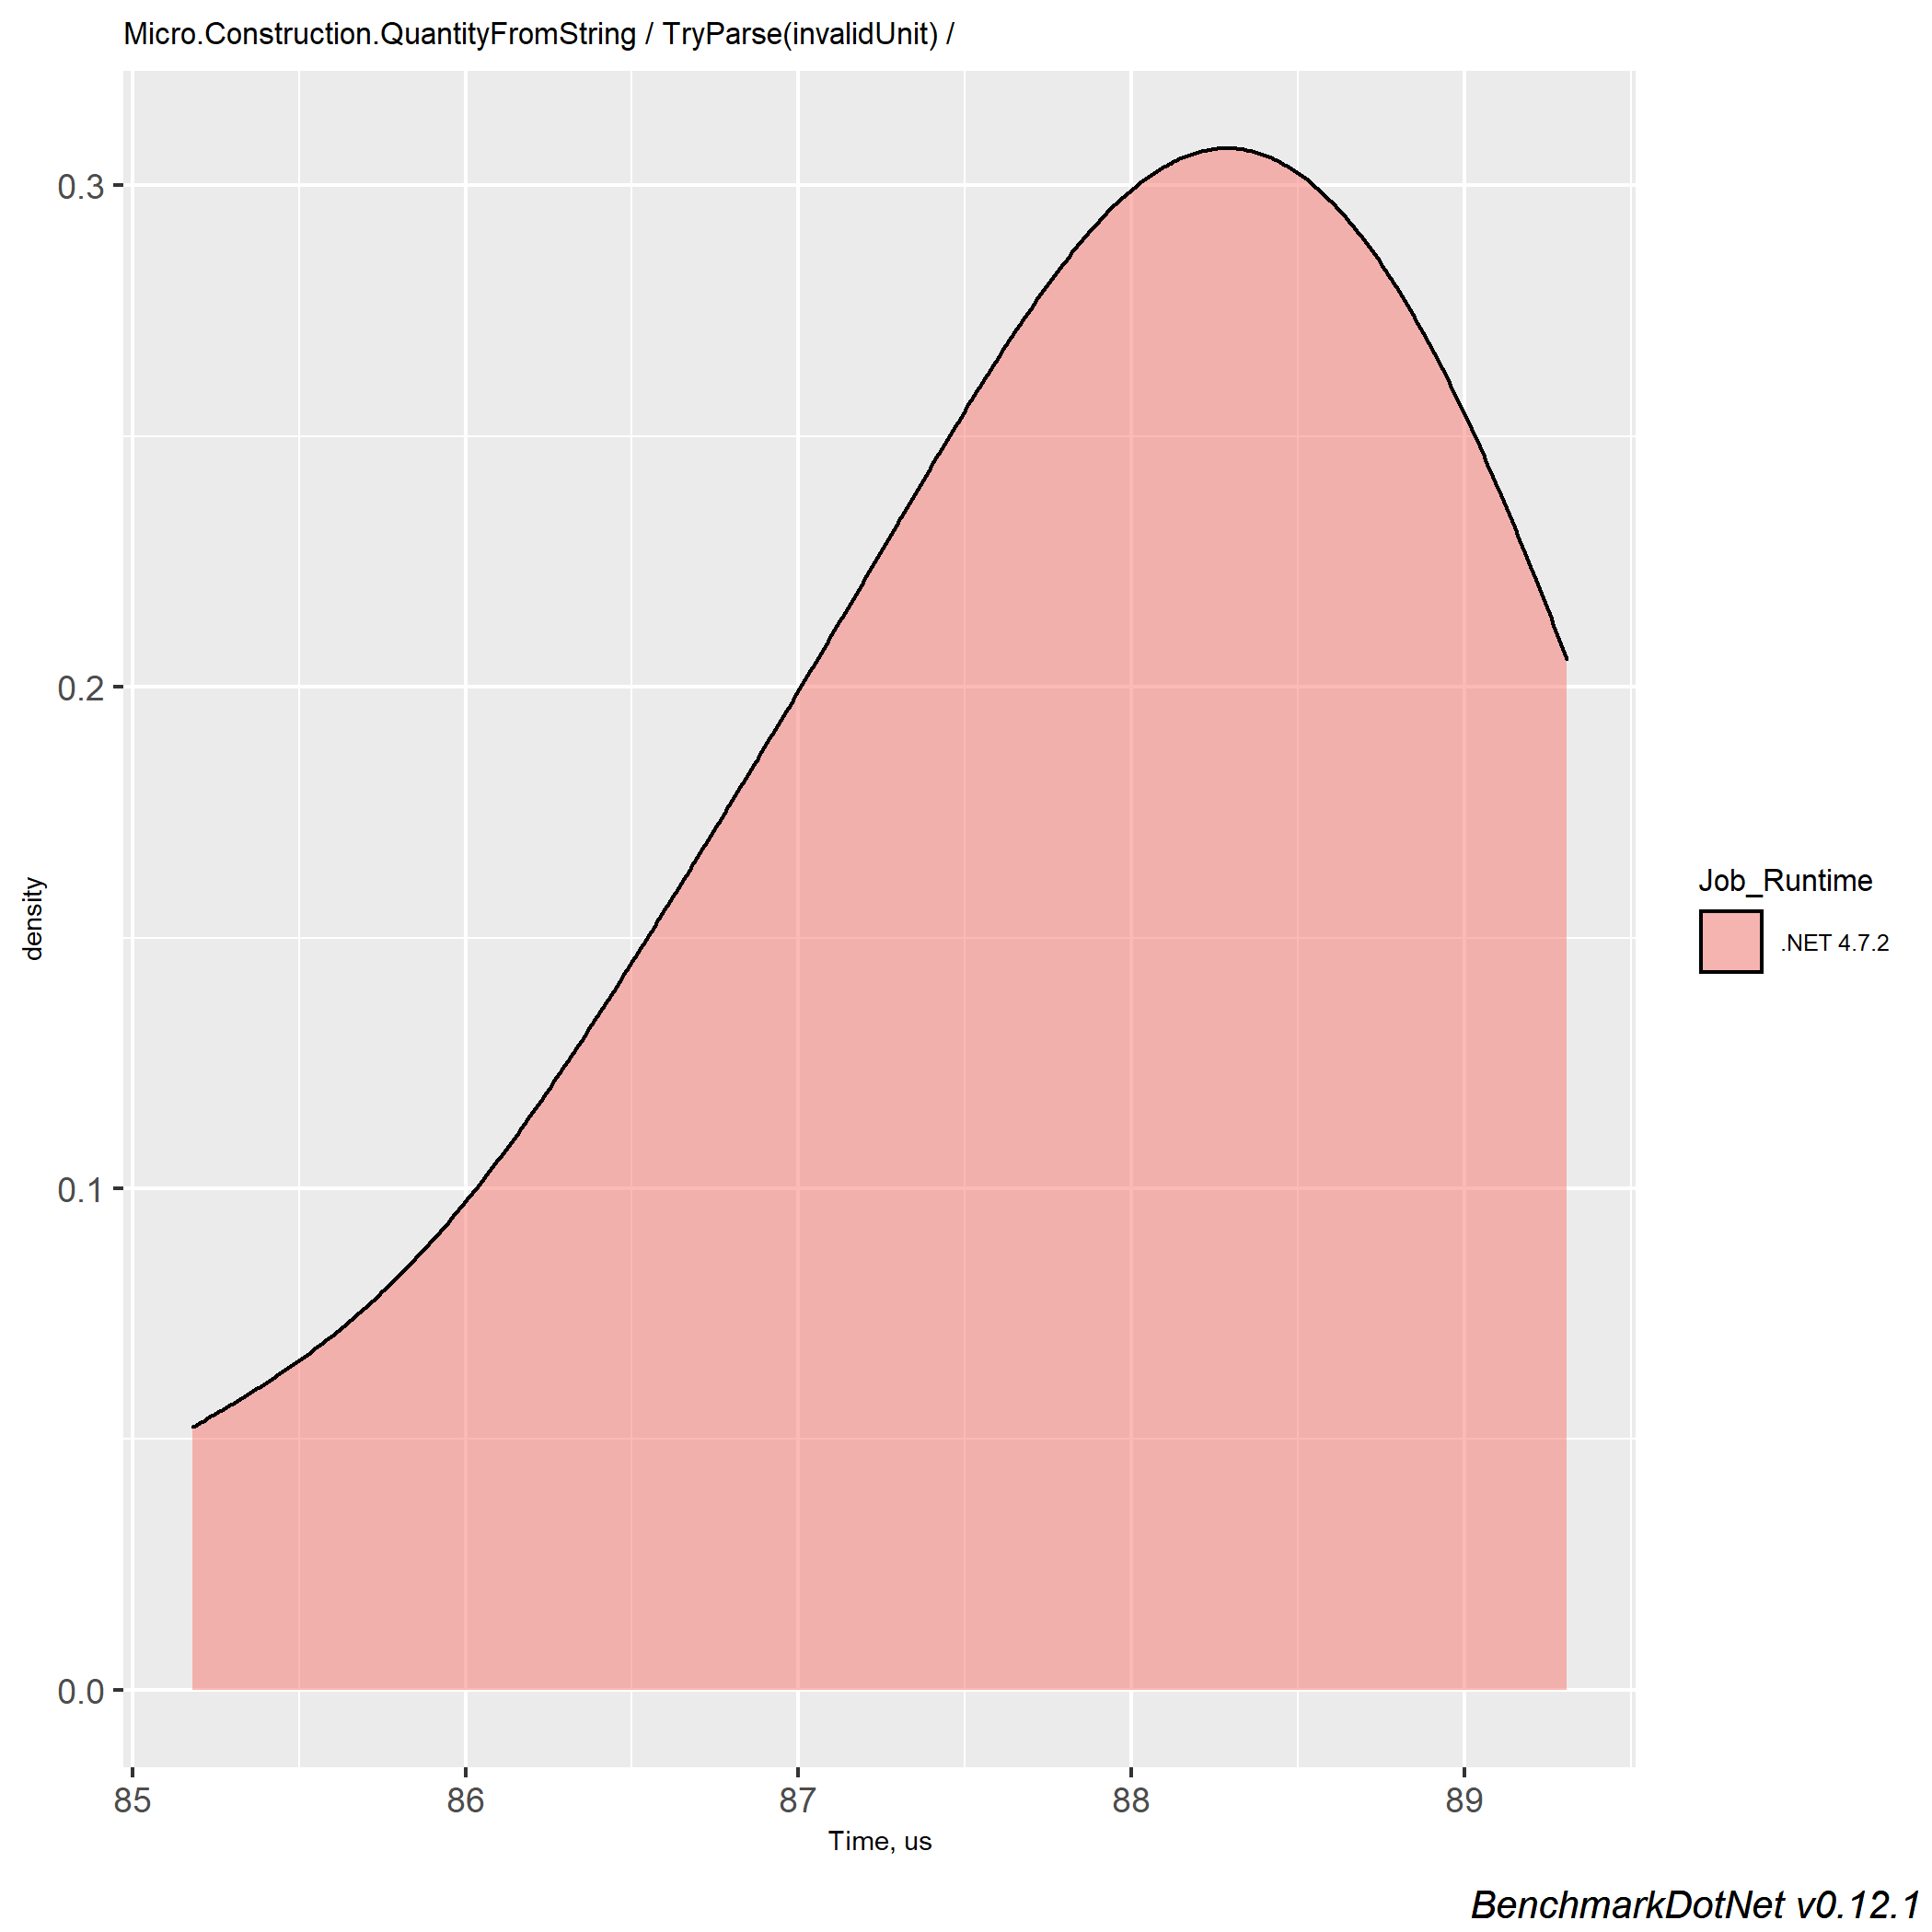 Micro.Construction.QuantityFromString / TryParse(invalidUnit) /
0.3
0.2
0.1
0.0
density
85 86 87 88 89
Time, us
Job_Runtime
.NET 4.7.2
BenchmarkDotNet v0.12.1